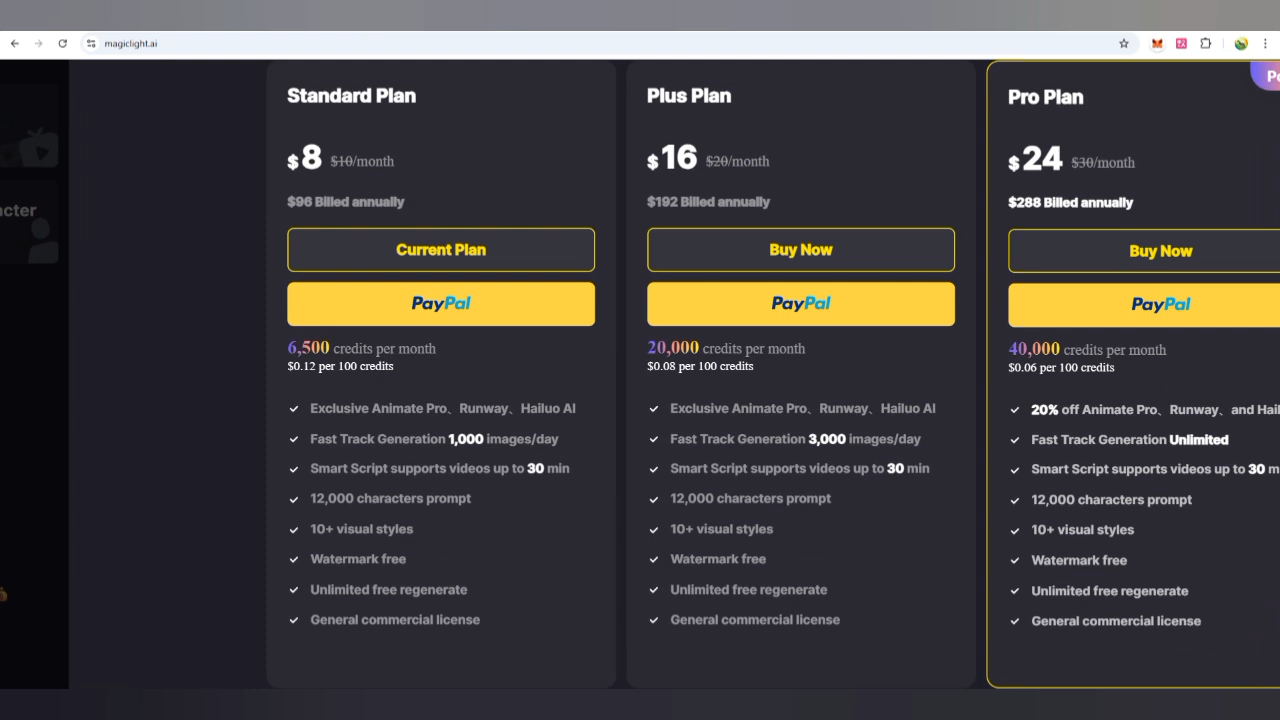 magiclight.ai
Standard Plan
$8 $10/month
$96 Billed annually
Current Plan
PayPal
6,500 credits per month
$0.12 per 100 credits
Exclusive Animate Pro、Runway、Hailuo AI
Fast Track Generation 1,000 images/day
Smart Script supports videos up to 30 min
12,000 characters prompt
10+ visual styles
Watermark free
Unlimited free regenerate
General commercial license
Plus Plan
$16 $20/month
$192 Billed annually
Buy Now
PayPal
20,000 credits per month
$0.08 per 100 credits
Exclusive Animate Pro、Runway、Hailuo AI
Fast Track Generation 3,000 images/day
Smart Script supports videos up to 30 min
12,000 characters prompt
10+ visual styles
Watermark free
Unlimited free regenerate
General commercial license
Pro Plan
$24 $30/month
$288 Billed annually
Buy Now
PayPal
40,000 credits per month
$0.06 per 100 credits
20% off Animate Pro、Runway、and Hail
Fast Track Generation Unlimited
Smart Script supports videos up to 30 m
12,000 characters prompt
10+ visual styles
Watermark free
Unlimited free regenerate
General commercial license